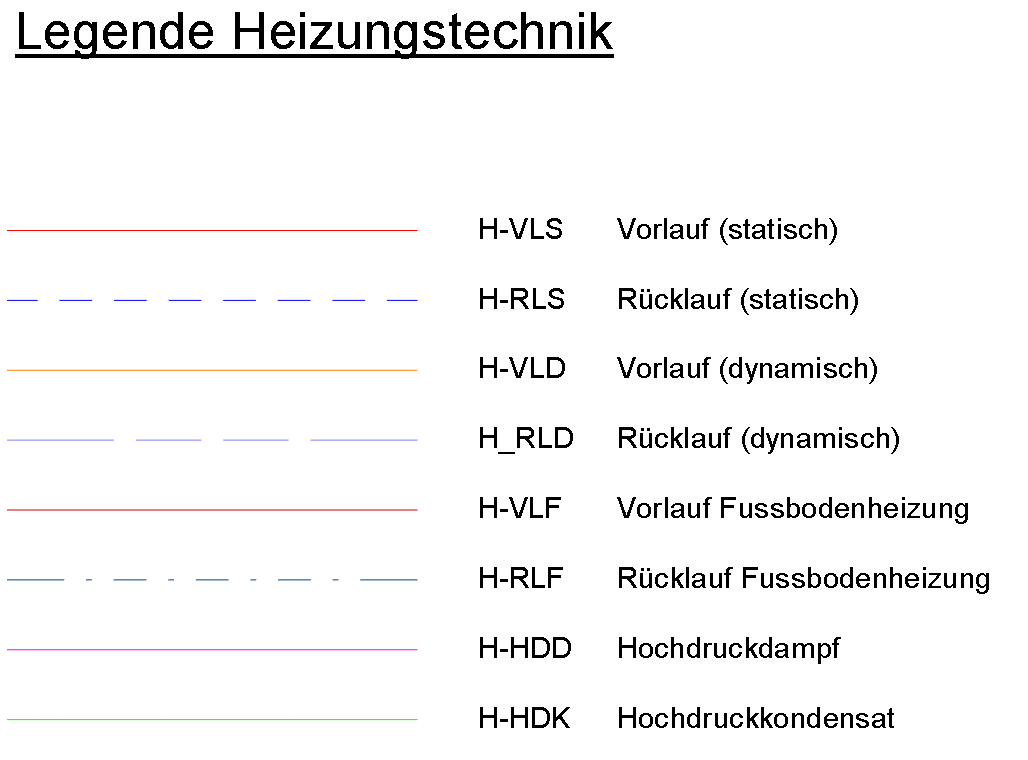 Legende Heizungstechnik
H-VLS Vorlauf (statisch)
H-RLS Rücklauf (statisch)
H-VLD Vorlauf (dynamisch)
H_RLD Rücklauf (dynamisch)
H-VLF Vorlauf Fussbodenheizung
H-RLF Rücklauf Fussbodenheizung
H-HDD Hochdruckdampf
H-HDK Hochdruckkondensat